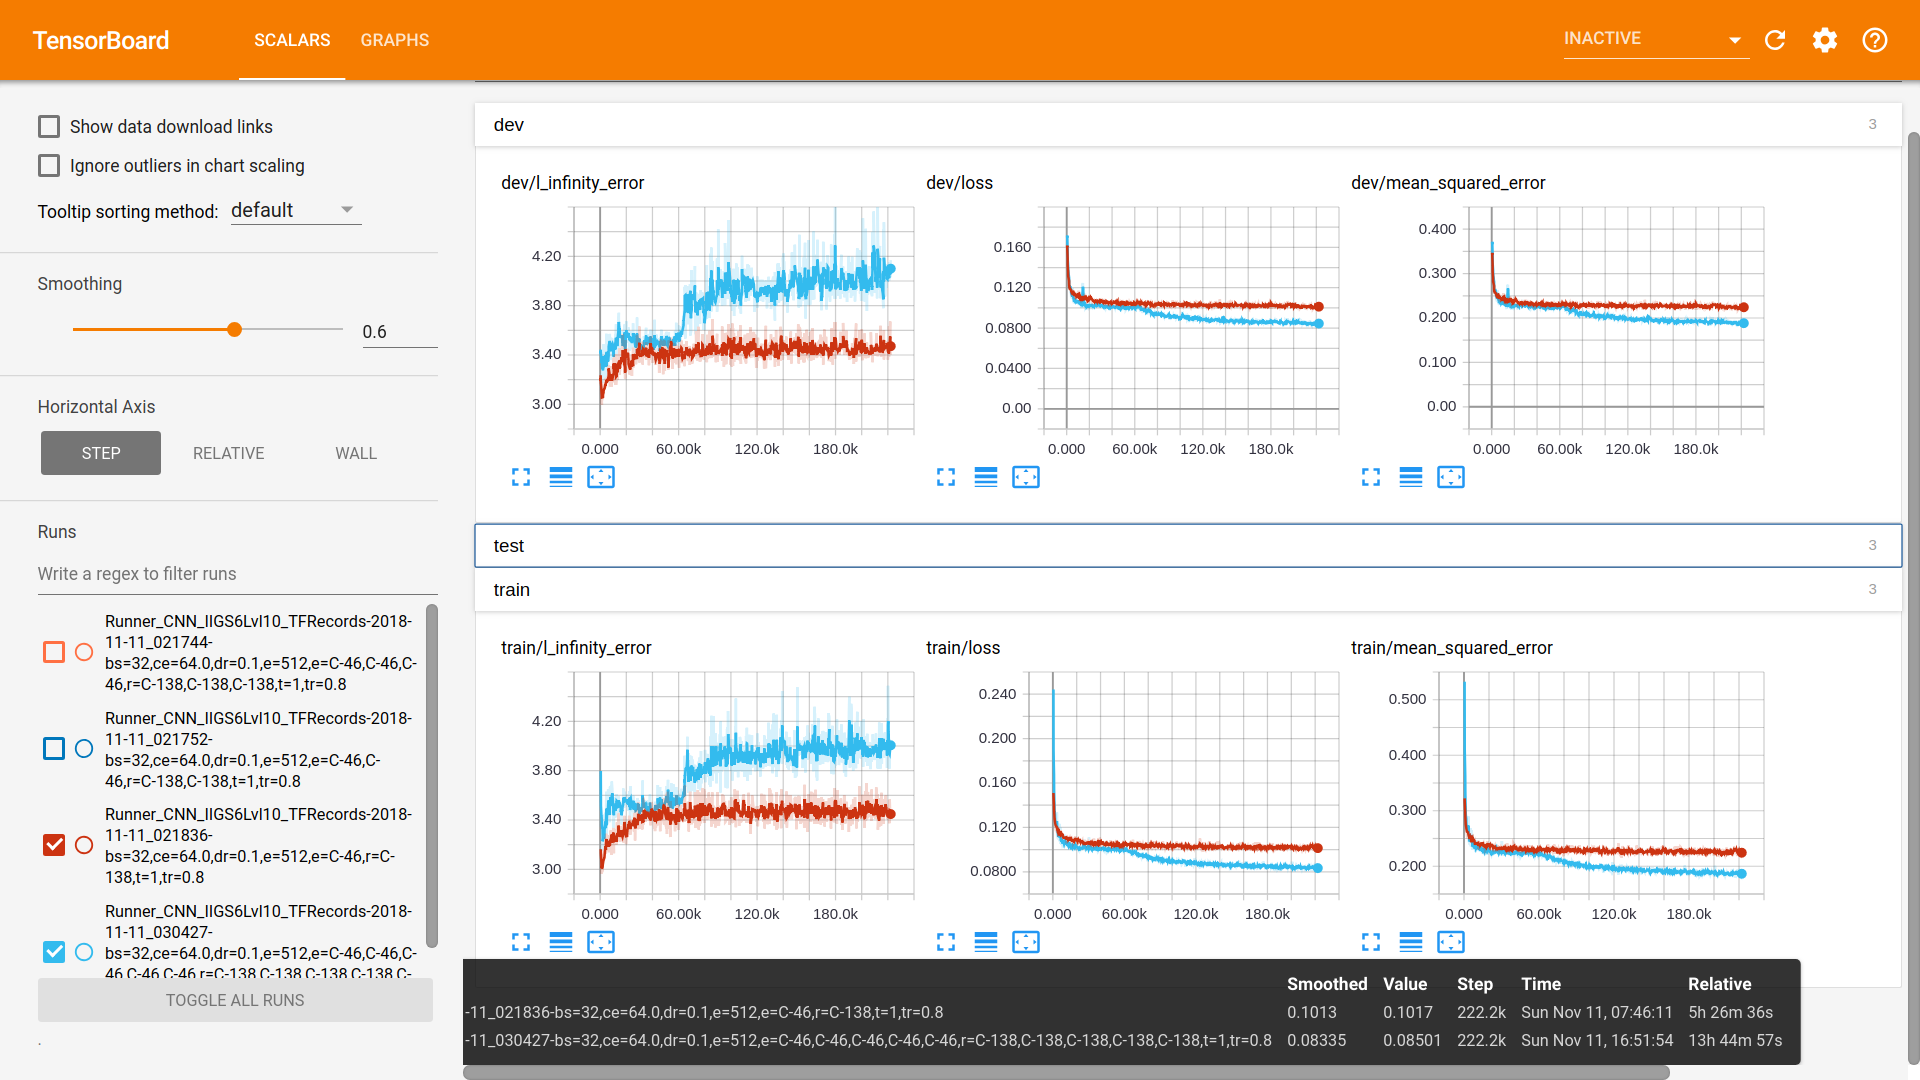 TensorBoard
SCALARS GRAPHS
INACTIVE
Show data download links
Ignore outliers in chart scaling
Tooltip sorting method: default
Smoothing
0.6
Horizontal Axis
STEP RELATIVE WALL
Runs
Write a regex to filter runs
Runner_CNN_IIGS6Lvl10_TFRecords-2018-
11-11_021744-
bs=32,ce=64.0,dr=0.1,e=512,e=C-46,C-46,C-
46,r=C-138,C-138,C-138,t=1,tr=0.8
Runner_CNN_IIGS6Lvl10_TFRecords-2018-
11-11_021752-
bs=32,ce=64.0,dr=0.1,e=512,e=C-46,C-
46,r=C-138,C-138,t=1,tr=0.8
Runner_CNN_IIGS6Lvl10_TFRecords-2018-
11-11_021836-
bs=32,ce=64.0,dr=0.1,e=512,e=C-46,r=C-
138,t=1,tr=0.8
Runner_CNN_IIGS6Lvl10_TFRecords-2018-
11-11_030427-
bs=32,ce=64.0,dr=0.1,e=512,e=C-46,C-46,C-
46,C-46,C-46,r=C-138,C-138,C-138,C-138,C-
TOGGLE ALL RUNS
.
dev 3
dev/l_infinity_error
4.20
3.80
3.40
3.00
0.000 60.00k 120.0k 180.0k
dev/loss
0.160
0.120
0.0800
0.0400
0.00
0.000 60.00k 120.0k 180.0k
dev/mean_squared_error
0.400
0.300
0.200
0.100
0.00
0.000 60.00k 120.0k 180.0k
test 3
train 3
train/l_infinity_error
4.20
3.80
3.40
3.00
0.000 60.00k 120.0k 180.0k
train/loss
0.240
0.200
0.160
0.120
0.0800
0.000 60.00k 120.0k 180.0k
train/mean_squared_error
0.500
0.400
0.300
0.200
0.000 60.00k 120.0k 180.0k
Smoothed Value Step Time Relative
-11_021836-bs=32,ce=64.0,dr=0.1,e=512,e=C-46,r=C-138,t=1,tr=0.8 0.1013 0.1017 222.2k Sun Nov 11, 07:46:11 5h 26m 36s
-11_030427-bs=32,ce=64.0,dr=0.1,e=512,e=C-46,C-46,C-46,C-46,C-46,r=C-138,C-138,C-138,C-138,C-138,t=1,tr=0.8 0.08335 0.08501 222.2k Sun Nov 11, 16:51:54 13h 44m 57s